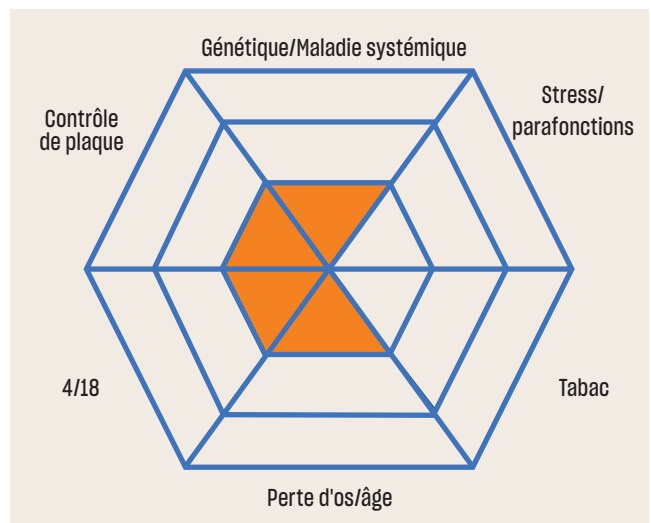 Génétique/Maladie systémique
Stress/
parafonctions
Contrôle
de plaque
4/18
Tabac
Perte d'os/âge